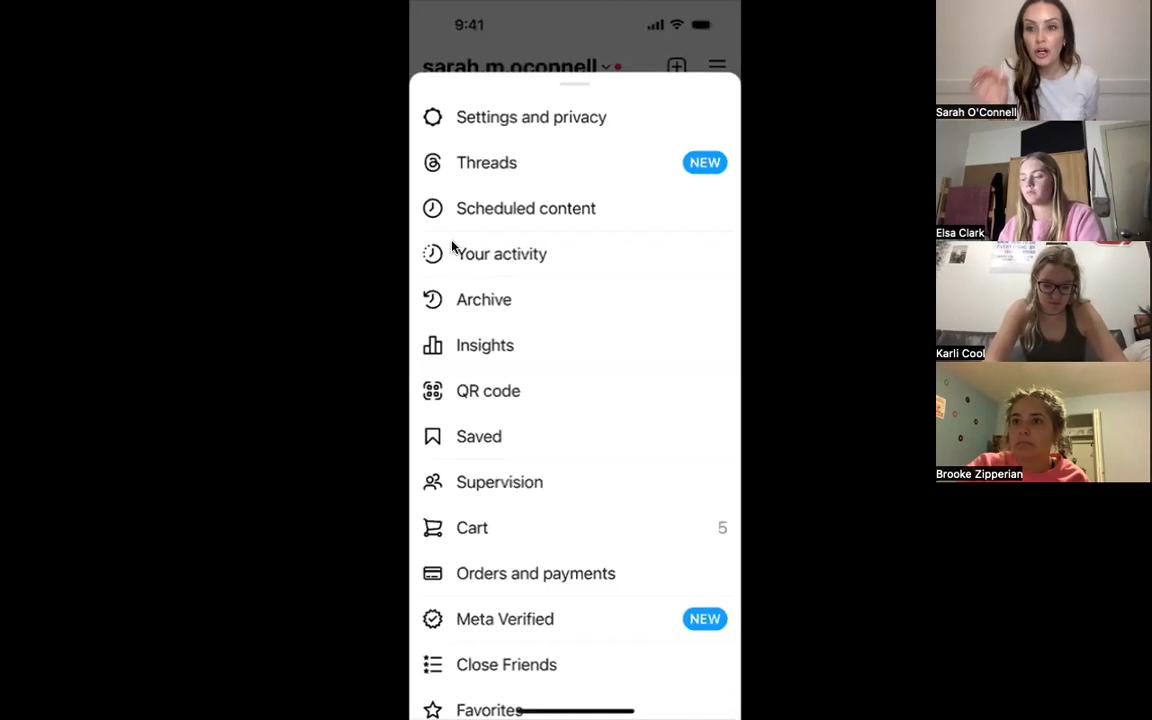 9:41
sarah.m.oconnell
Settings and privacy
Threads
NEW
Scheduled content
Your activity
Archive
Insights
QR code
Saved
Supervision
Cart
5
Orders and payments
Meta Verified
NEW
Close Friends
Favorites
Sarah O'Connell
Elsa Clark
Karli Cool
Brooke Zipperian